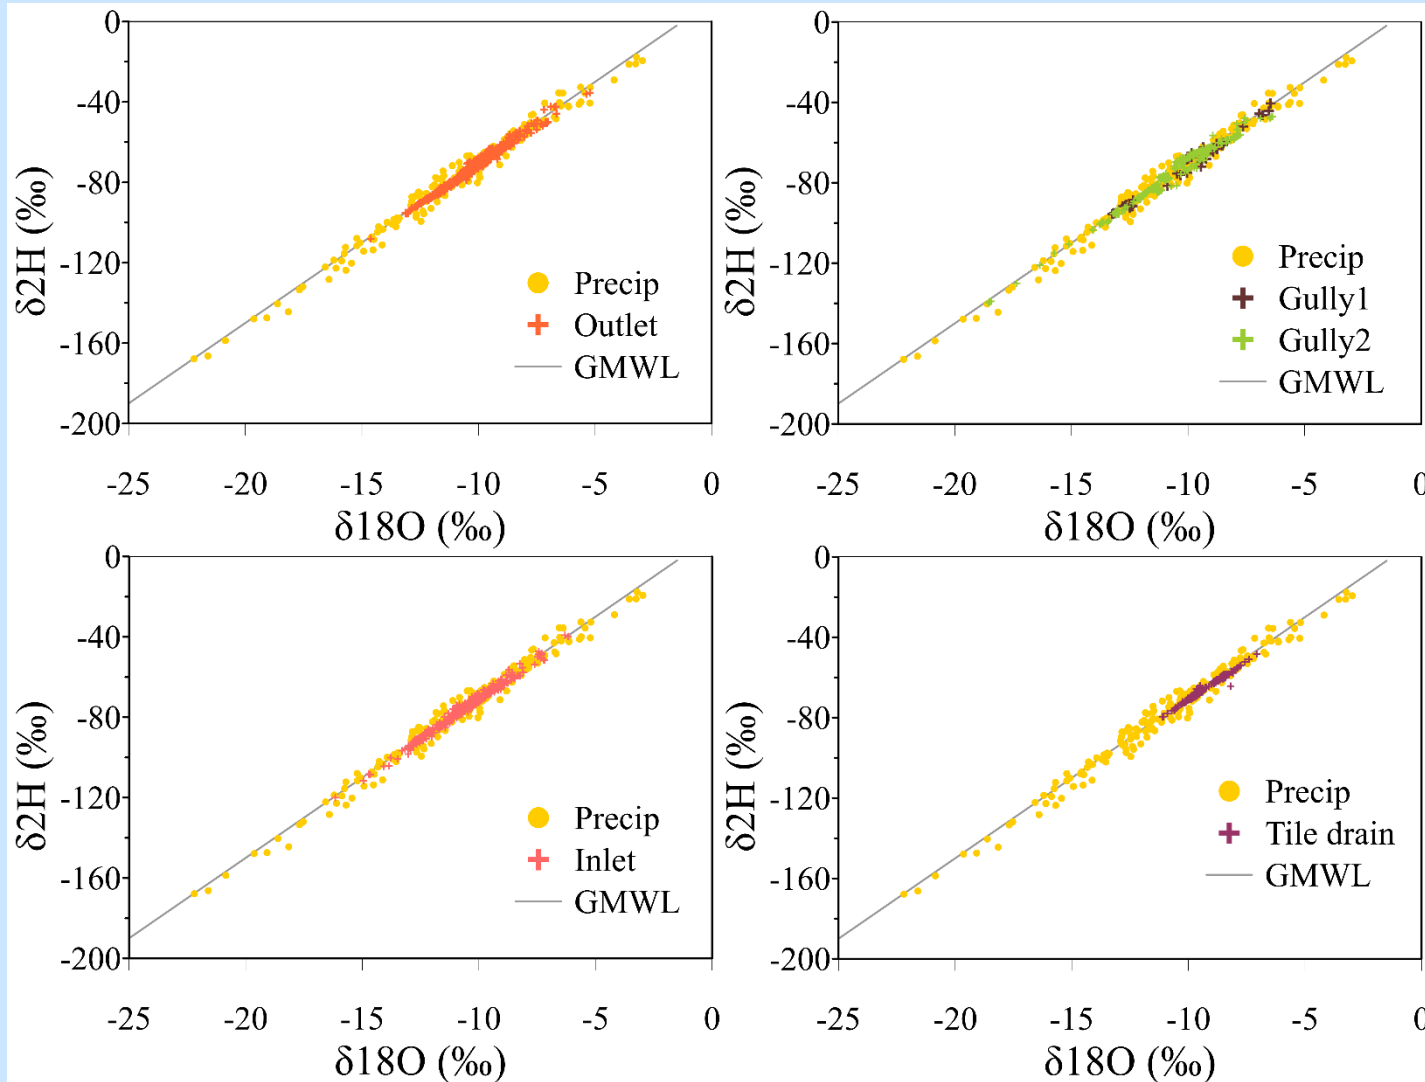 0
-40
-80
-120
-160
-200
δ2H (‰)
Precip
Outlet
GMWL
-25 -20 -15 -10 -5 0
δ18O (‰)
0
-40
-80
-120
-160
-200
δ2H (‰)
Precip
Gully1
Gully2
GMWL
-25 -20 -15 -10 -5 0
δ18O (‰)
0
-40
-80
-120
-160
-200
δ2H (‰)
Precip
Inlet
GMWL
-25 -20 -15 -10 -5 0
δ18O (‰)
0
-40
-80
-120
-160
-200
δ2H (‰)
Precip
Tile drain
GMWL
-25 -20 -15 -10 -5 0
δ18O (‰)